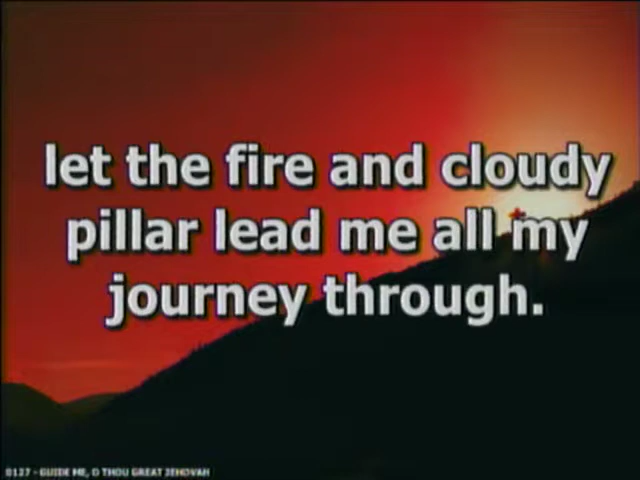 let the fire and cloudy
pillar lead me all my
journey through.
0127 - GUIDE ME, O THOU GREAT JEHOVAH